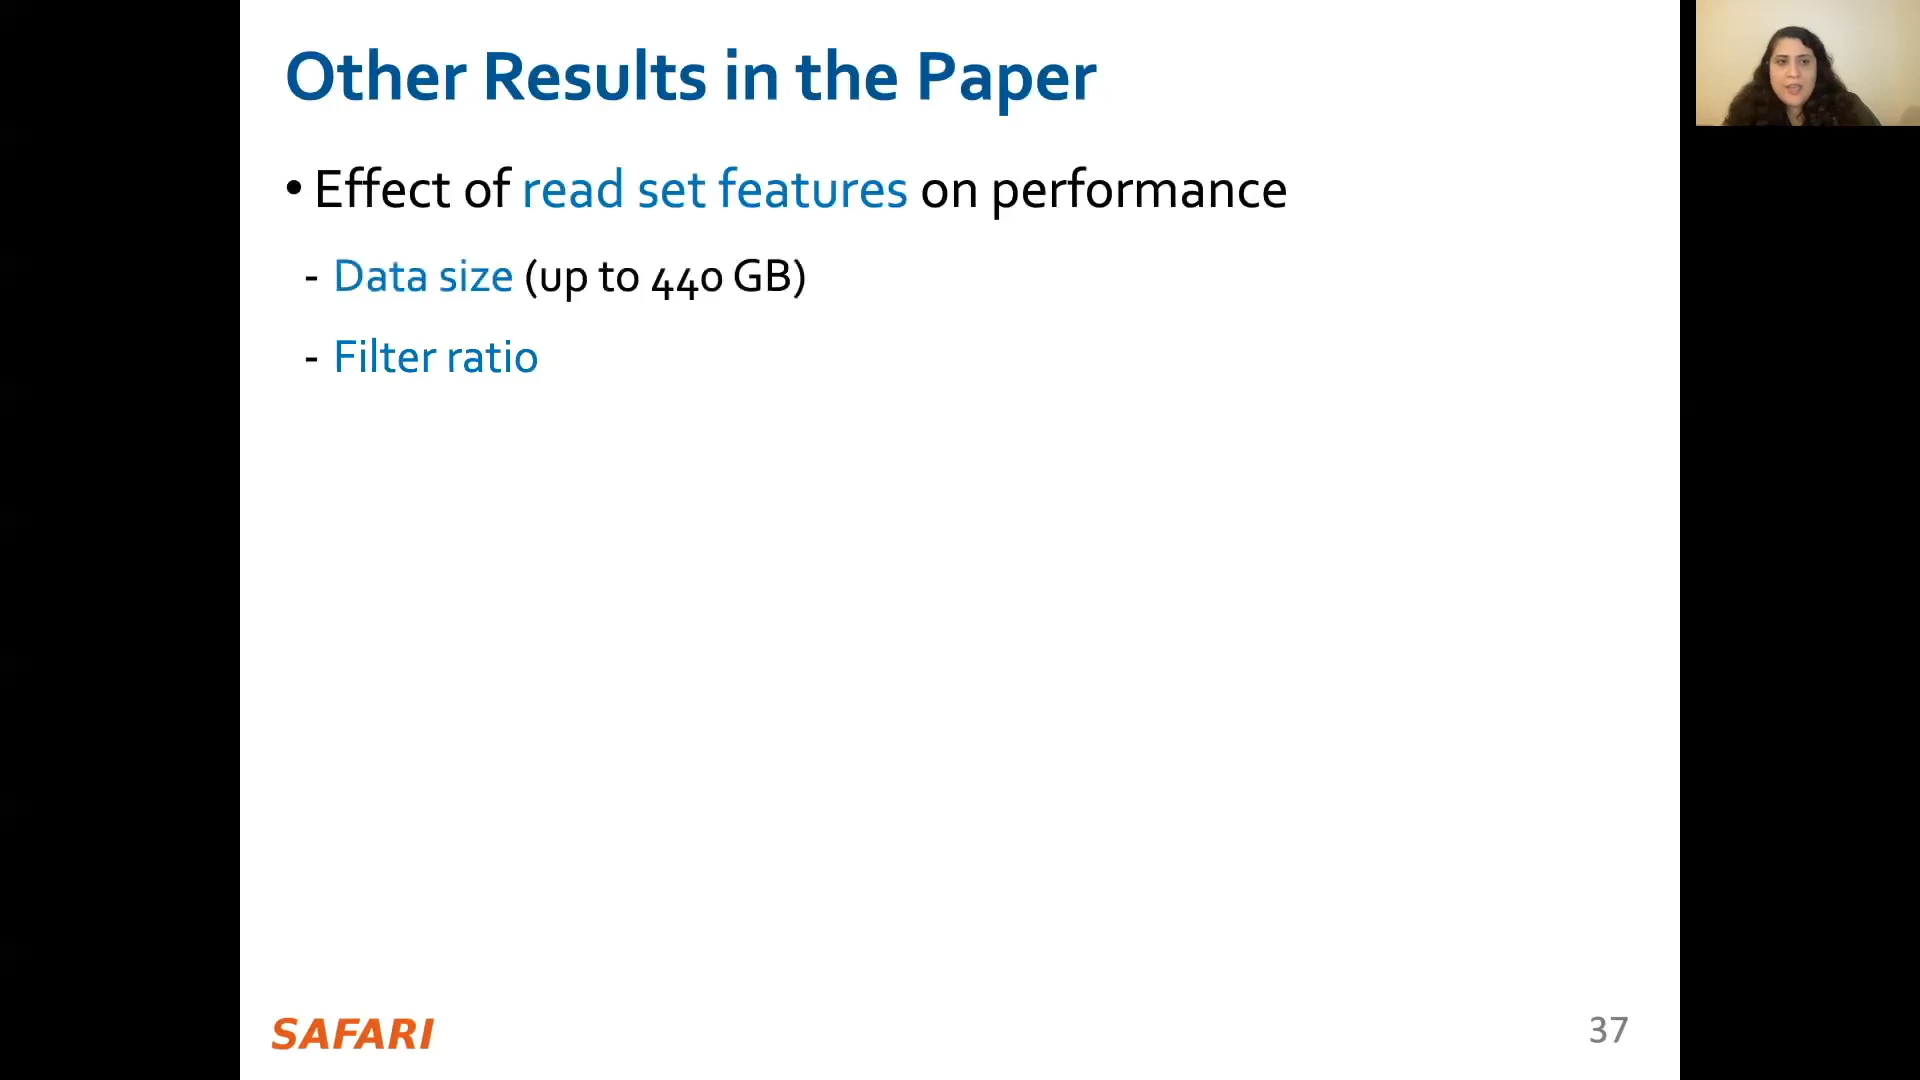 Other Results in the Paper
• Effect of read set features on performance
- Data size (up to 440 GB)
- Filter ratio
SAFARI
37